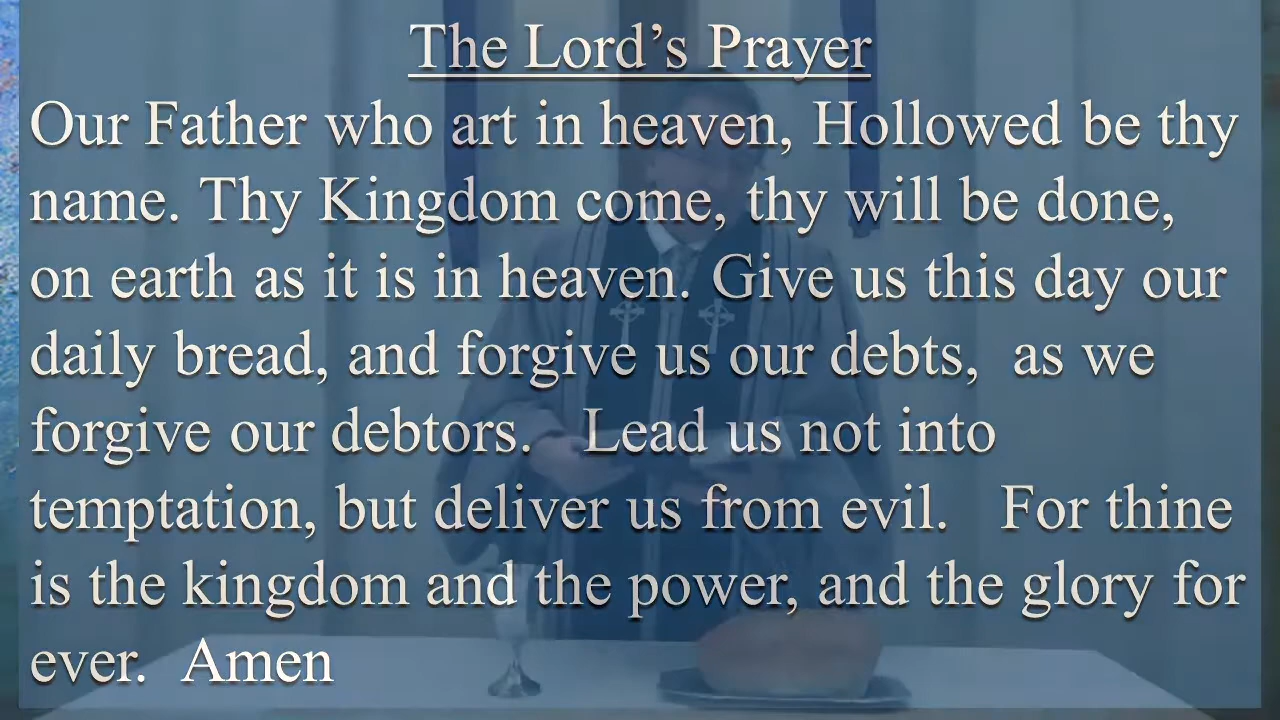 The Lord’s Prayer
Our Father who art in heaven, Hollowed be thy
name. Thy Kingdom come, thy will be done,
on earth as it is in heaven. Give us this day our
daily bread, and forgive us our debts,  as we
forgive our debtors.   Lead us not into
temptation, but deliver us from evil.   For thine
is the kingdom and the power, and the glory for
ever.  Amen